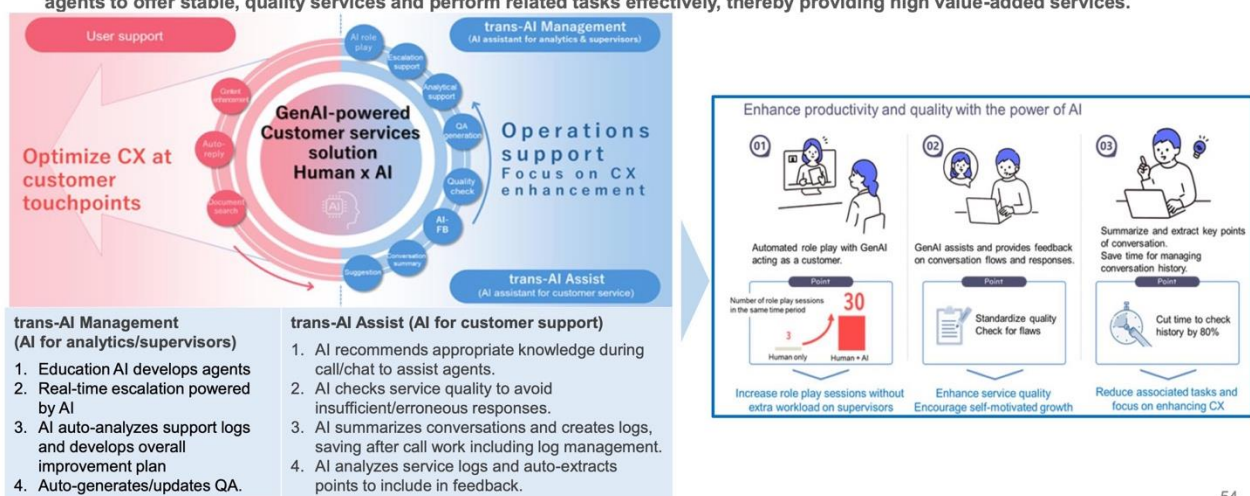 agents to offer stable, quality services and perform related tasks effectively, thereby providing high value-added services.
User support
Optimize CX at
customer
touchpoints
Content
enhancement
Auto-
reply
Document
search
GenAI-powered
Customer services
solution
Human x AI
AI
AI role
play
Escalation
support
Analytical
support
QA
generation
Quality
check
AI-
FB
Conversation
summary
Suggestion
trans-AI Management
(AI assistant for analytics & supervisors)
Operations
support
Focus on CX
enhancement
trans-AI Assist
(AI assistant for customer service)
trans-AI Management
(AI for analytics/supervisors)
1. Education AI develops agents
2. Real-time escalation powered
by AI
3. AI auto-analyzes support logs
and develops overall
improvement plan
4. Auto-generates/updates QA.
trans-AI Assist (AI for customer support)
1. AI recommends appropriate knowledge during
call/chat to assist agents.
2. AI checks service quality to avoid
insufficient/erroneous responses.
3. AI summarizes conversations and creates logs,
saving after call work including log management.
4. AI analyzes service logs and auto-extracts
points to include in feedback.
Enhance productivity and quality with the power of AI
01
Automated role play with GenAI
acting as a customer.
Point
Number of role play sessions
in the same time period
3
30
Human only
Human + AI
Increase role play sessions without
extra workload on supervisors
02
GenAI assists and provides feedback
on conversation flows and responses.
Point
Standardize quality
Check for flaws
Enhance service quality
Encourage self-motivated growth
03
Summarize and extract key points
of conversation.
Save time for managing
conversation history.
Point
Cut time to check
history by 80%
Reduce associated tasks and
focus on enhancing CX
54